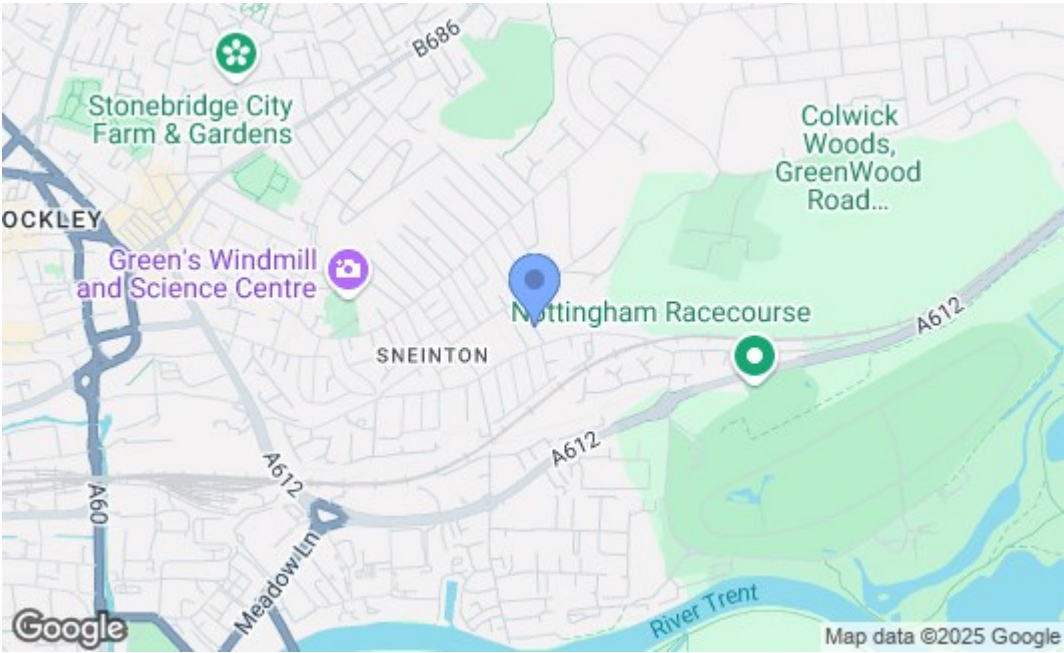 B686
Stonebridge City
Farm & Gardens
Colwick
Woods,
GreenWood
Road...
OCKLEY
Green's Windmill
and Science Centre
Nottingham Racecourse
A612
SNEINTON
A612
A612
A60
Meadow Ln
River Trent
Google
Map data ©2025 Google